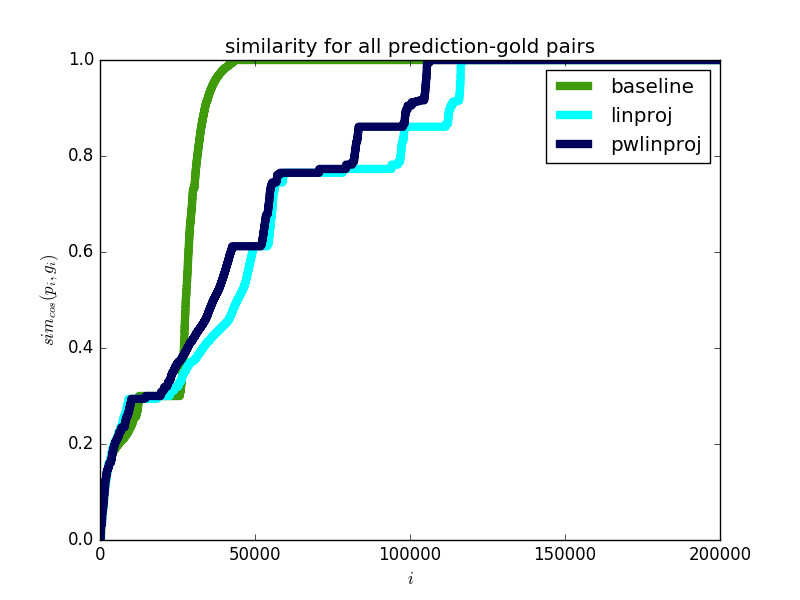 similarity for all prediction-gold pairs
1.0
0.8
0.6
0.4
0.2
0.0
sim_cos(p_i, g_i)
baseline
linproj
pwlinproj
0 50000 100000 150000 200000
i